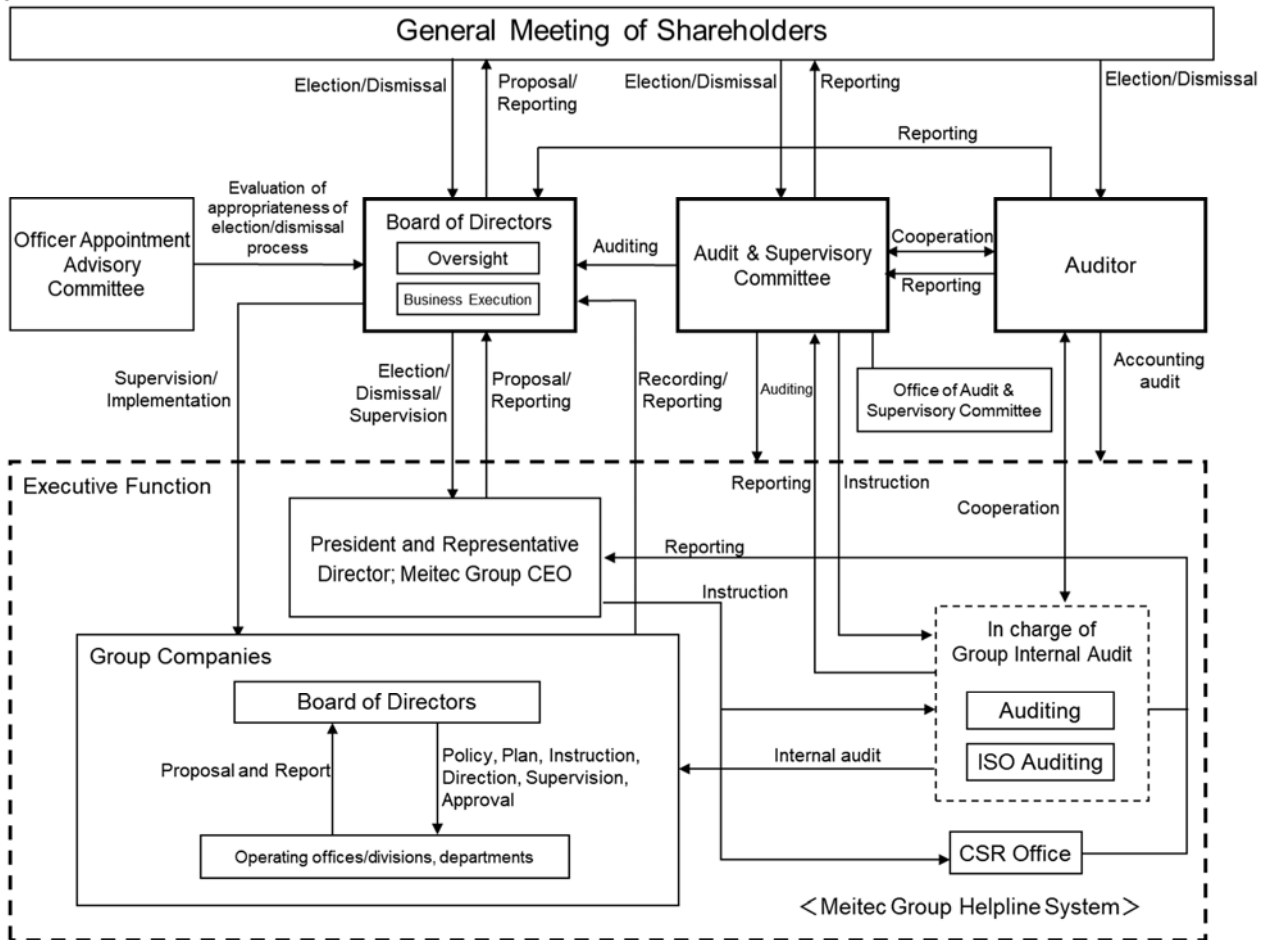 General Meeting of Shareholders
Election/Dismissal
Proposal/
Reporting
Election/Dismissal
Reporting
Election/Dismissal
Reporting
Officer Appointment
Advisory
Committee
Evaluation of
appropriateness of
election/dismissal
process
Board of Directors
Oversight
Business Execution
Auditing
Audit & Supervisory
Committee
Cooperation
Reporting
Auditor
Supervision/
Implementation
Election/
Dismissal/
Supervision
Proposal/
Reporting
Recording/
Reporting
Auditing
Office of Audit &
Supervisory Committee
Accounting
audit
Executive Function
Reporting
Instruction
Cooperation
President and Representative
Director; Meitec Group CEO
Reporting
Instruction
In charge of
Group Internal Audit
Auditing
ISO Auditing
Group Companies
Board of Directors
Proposal and Report
Policy, Plan, Instruction,
Direction, Supervision,
Approval
Operating offices/divisions, departments
Internal audit
CSR Office
＜Meitec Group Helpline System＞